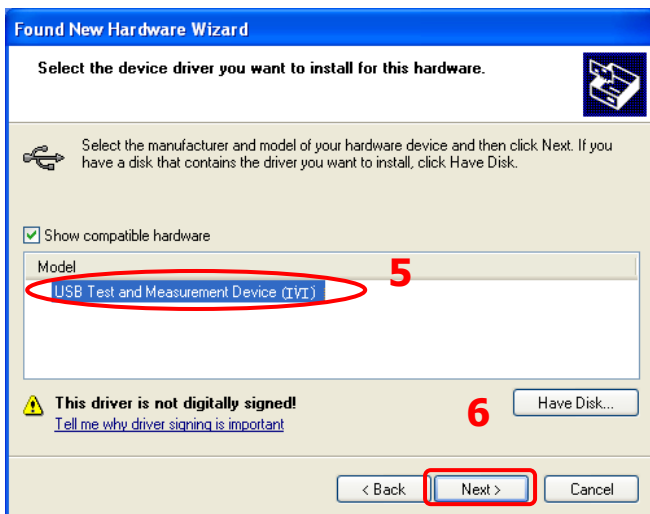 Found New Hardware Wizard
Select the device driver you want to install for this hardware.
Select the manufacturer and model of your hardware device and then click Next. If you
have a disk that contains the driver you want to install, click Have Disk.
Show compatible hardware
Model
5
USB Test and Measurement Device (IVI)
This driver is not digitally signed!
Tell me why driver signing is important
6
Have Disk...
< Back
Next >
Cancel